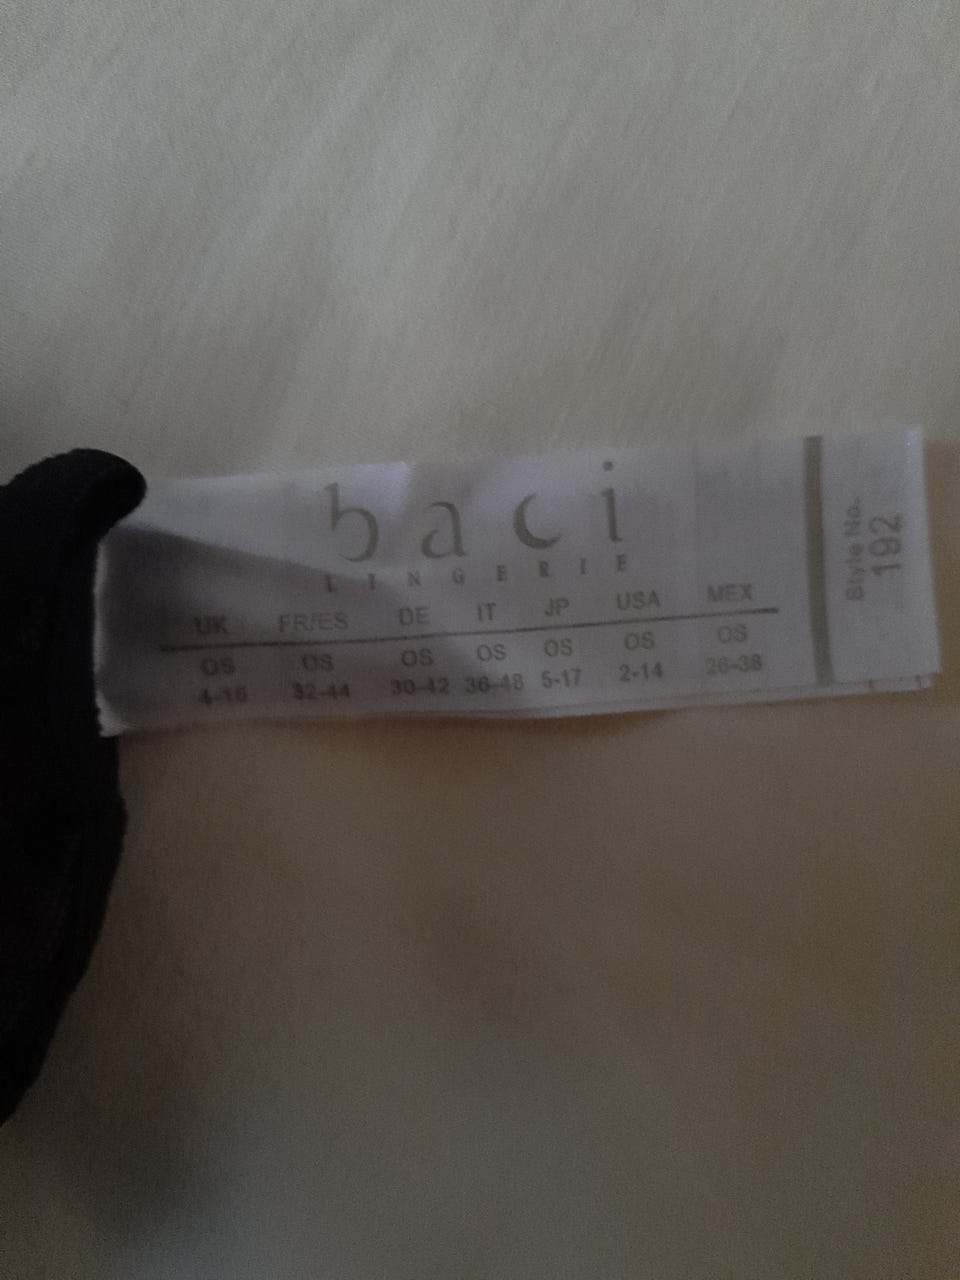 baci
LINGERIE
UK FR/ES DE IT JP USA MEX
OS OS OS OS OS OS OS
4-16 32-44 30-42 36-48 5-17 2-14 26-38
Style No.
192